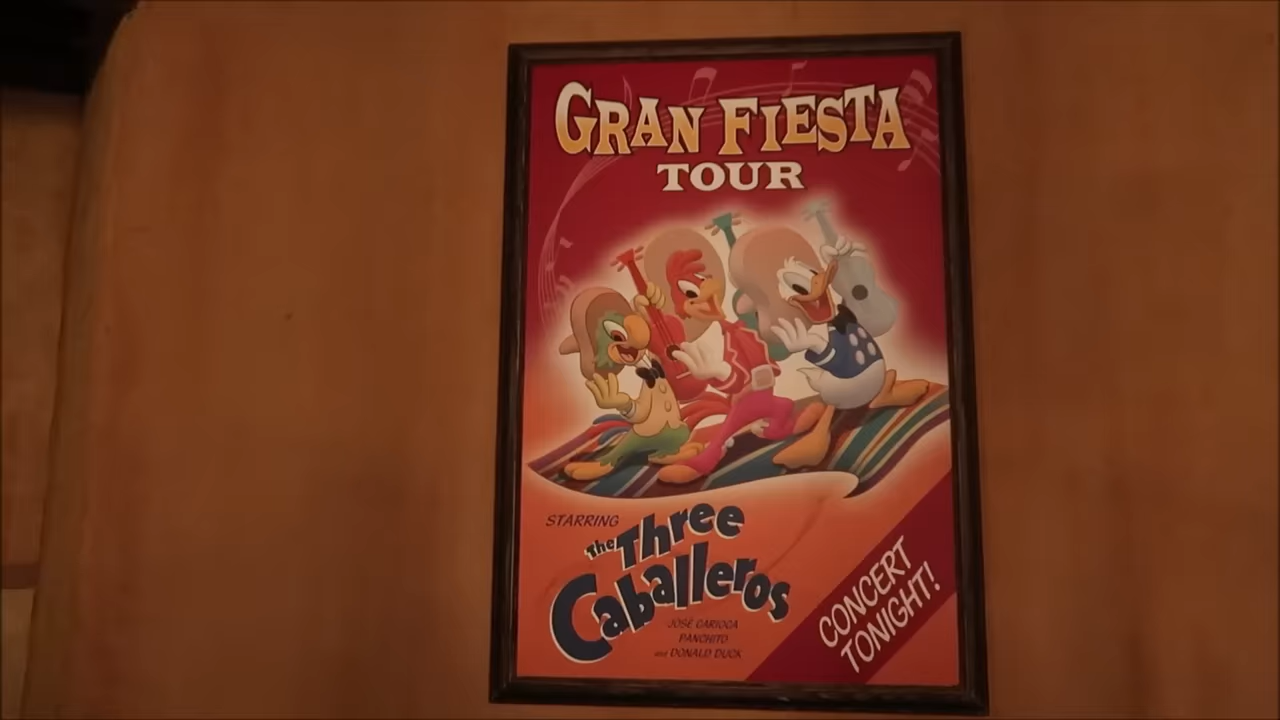 GRAN FIESTA
TOUR
STARRING
The Three
Caballeros
JOSÉ CARIOCA
PANCHITO
and DONALD DUCK
CONCERT
TONIGHT!